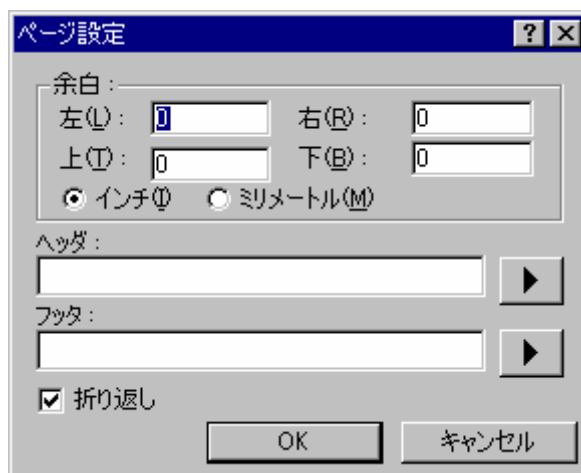 ページ設定
余白:
左(L): 0 右(R): 0
上(T): 0 下(B): 0
インチ(I) ミリメートル(M)
ヘッダ:
フッタ:
折り返し
OK キャンセル